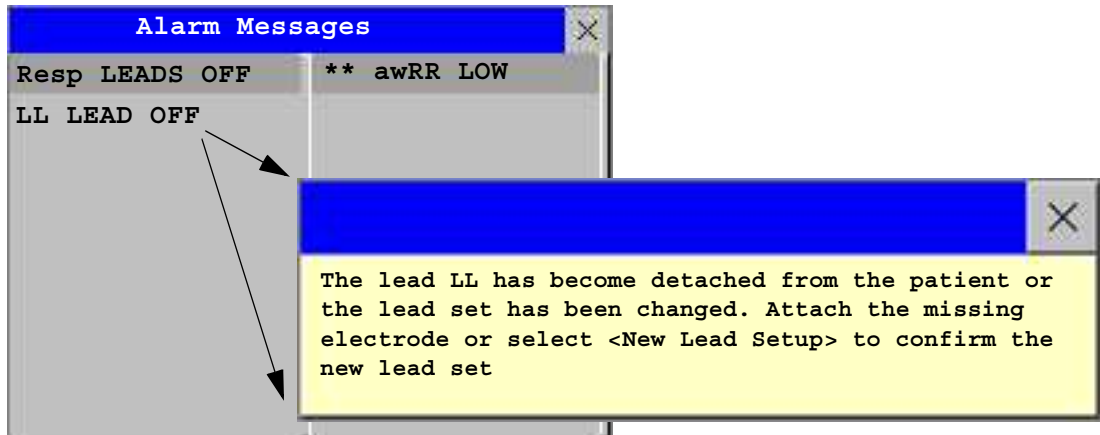 Alarm Messages
Resp LEADS OFF
** awRR LOW
LL LEAD OFF
The lead LL has become detached from the patient or
the lead set has been changed. Attach the missing
electrode or select <New Lead Setup> to confirm the
new lead set